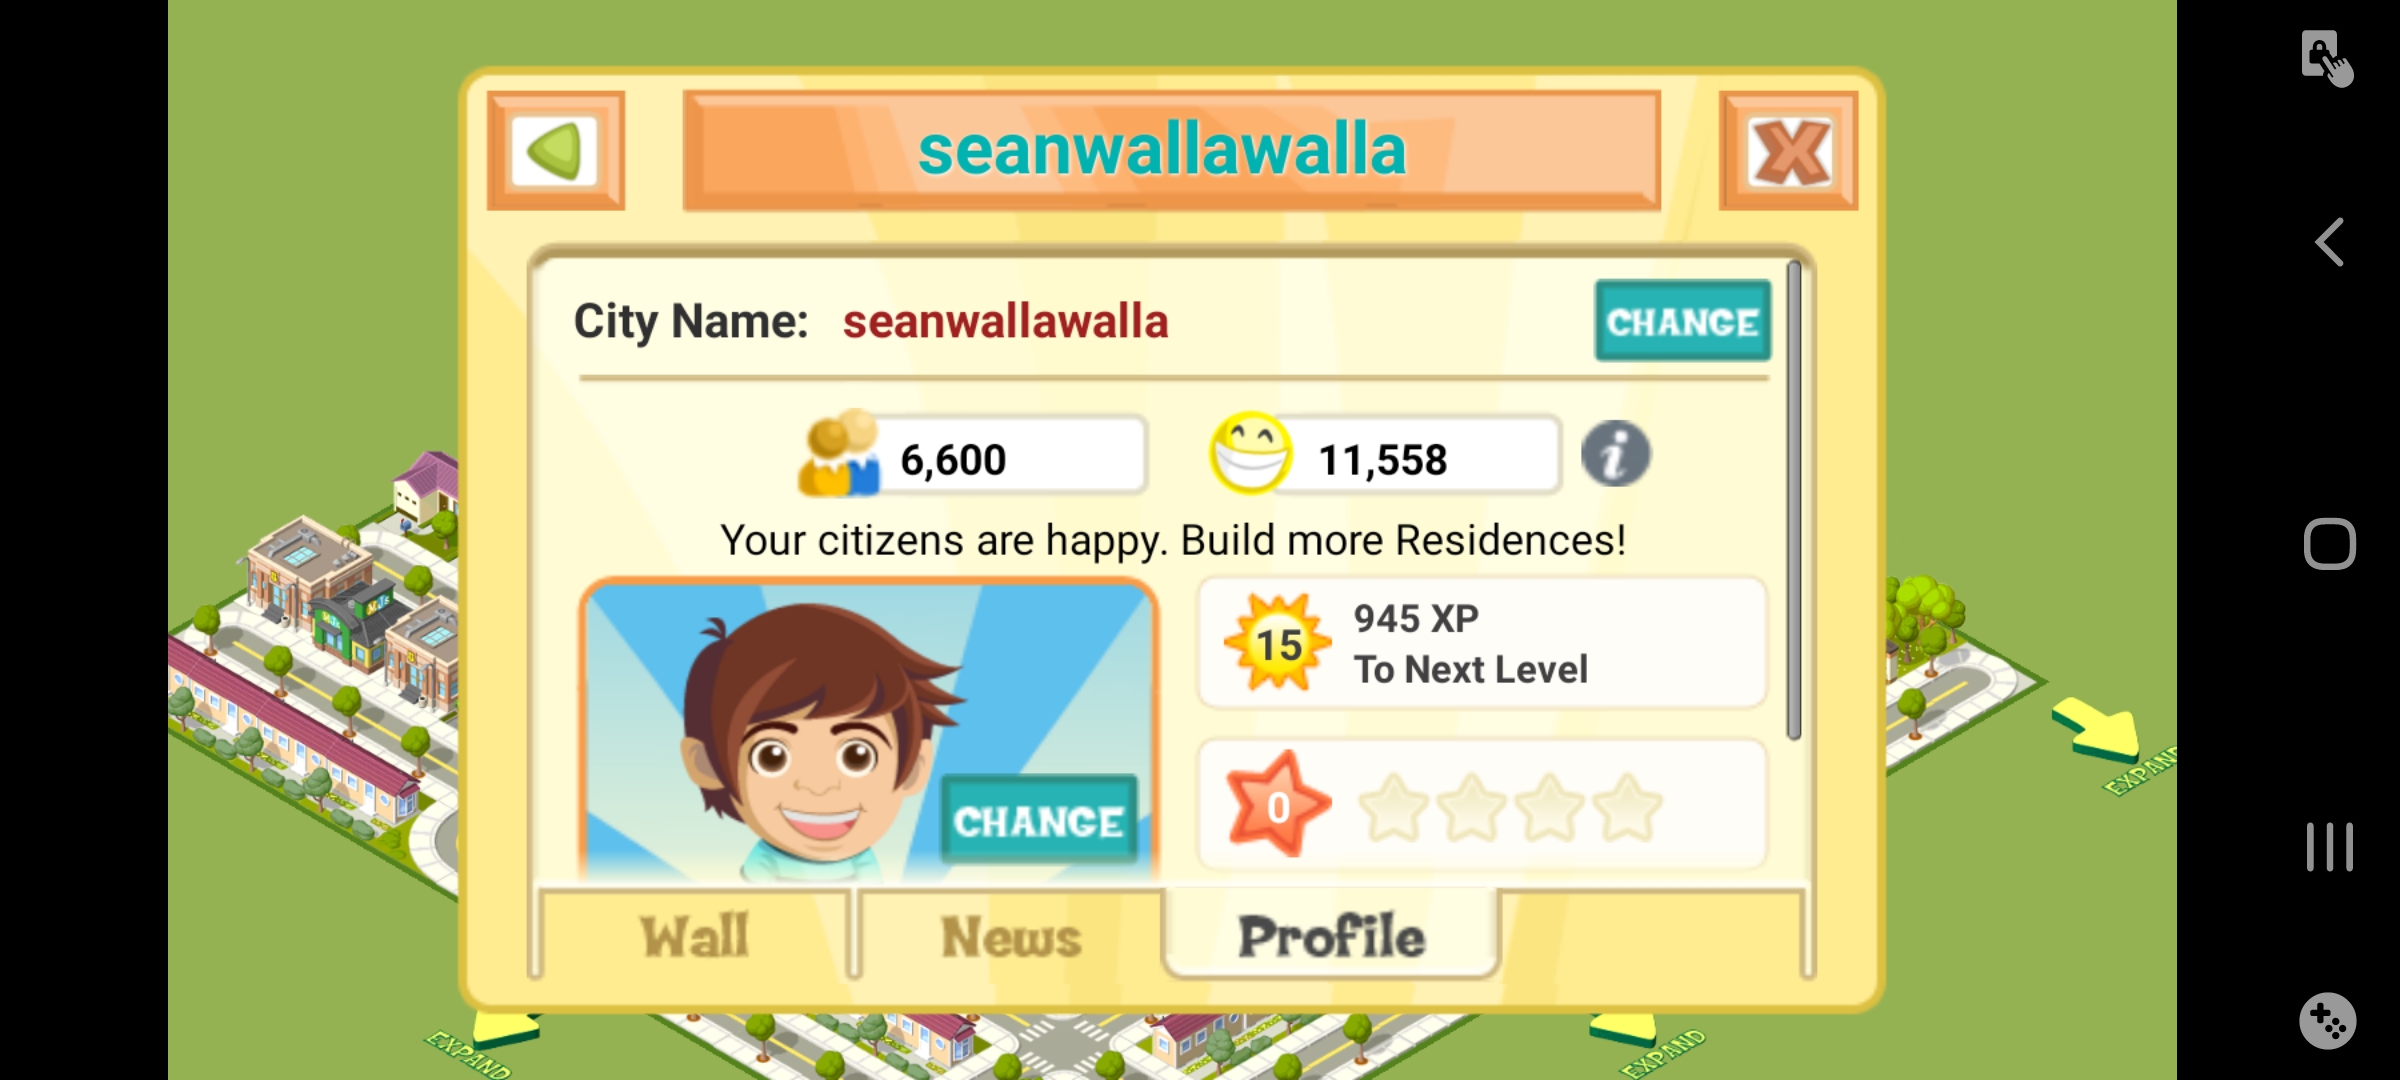 seanwallawalla
City Name: seanwallawalla
CHANGE
6,600
11,558
i
Your citizens are happy. Build more Residences!
15
945 XP
To Next Level
0
CHANGE
MJs
Wall
News
Profile
EXPAND
EXPAND
EXPAND